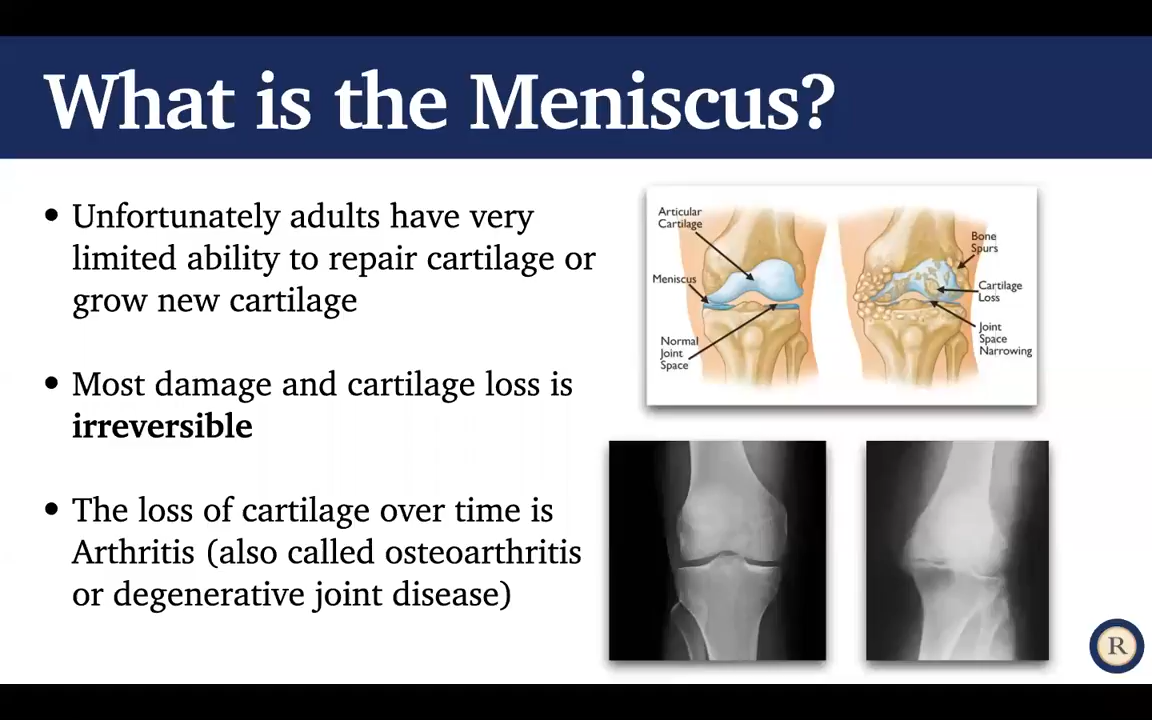 What is the Meniscus?
• Unfortunately adults have very
limited ability to repair cartilage or
grow new cartilage
• Most damage and cartilage loss is
irreversible
• The loss of cartilage over time is
Arthritis (also called osteoarthritis
or degenerative joint disease)
Articular
Cartilage
Meniscus
Normal
Joint
Space
Bone
Spurs
Cartilage
Loss
Joint
Space
Narrowing
R